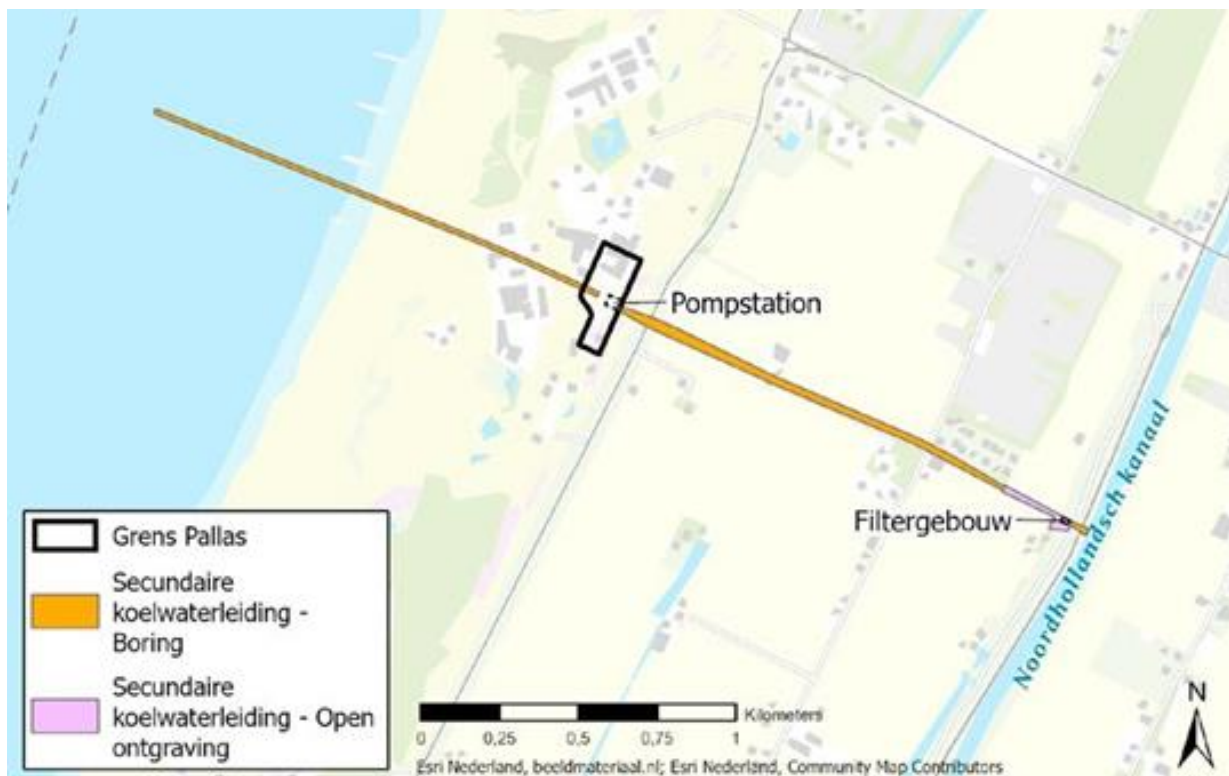 Pompstation
Filtergebouw
Noordhollandsch kanaal
Grens Pallas
Secundaire
koelwaterleiding -
Boring
Secundaire
koelwaterleiding - Open
ontgraving
Kilometers
0 0,25 0,5 0,75 1
N
Esri Nederland, beeldmateriaal.nl; Esri Nederland, Community Map Contributors